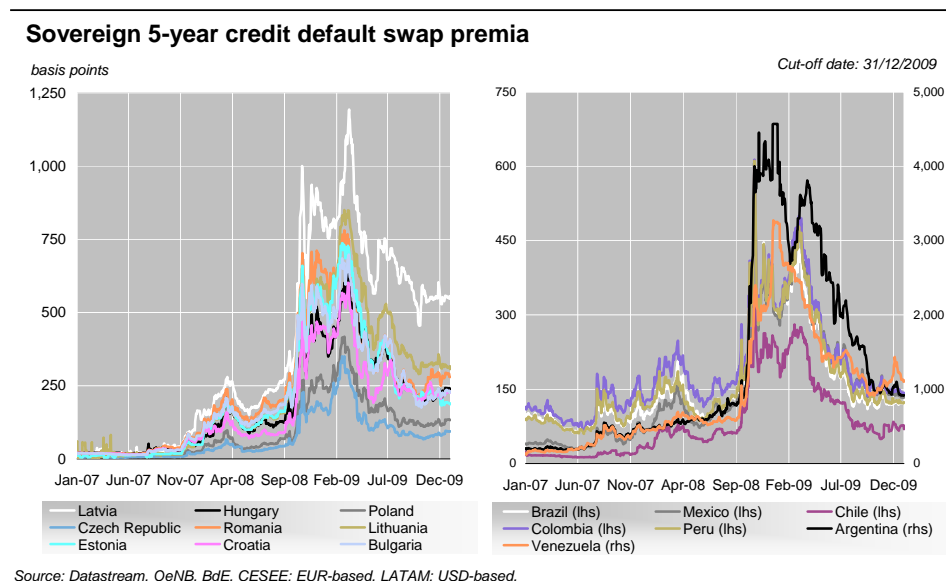 Sovereign 5-year credit default swap premia
basis points
Cut-off date: 31/12/2009
1,250
1,000
750
500
250
0
Jan-07 Jun-07 Nov-07 Apr-08 Sep-08 Feb-09 Jul-09 Dec-09
750
600
450
300
150
0
5,000
4,000
3,000
2,000
1,000
0
Jan-07 Jun-07 Nov-07 Apr-08 Sep-08 Feb-09 Jul-09 Dec-09
Latvia Hungary Poland
Czech Republic Romania Lithuania
Estonia Croatia Bulgaria
Brazil (lhs) Mexico (lhs) Chile (lhs)
Colombia (lhs) Peru (lhs) Argentina (rhs)
Venezuela (rhs)
Source: Datastream, OeNB, BdE. CESEE: EUR-based. LATAM: USD-based.